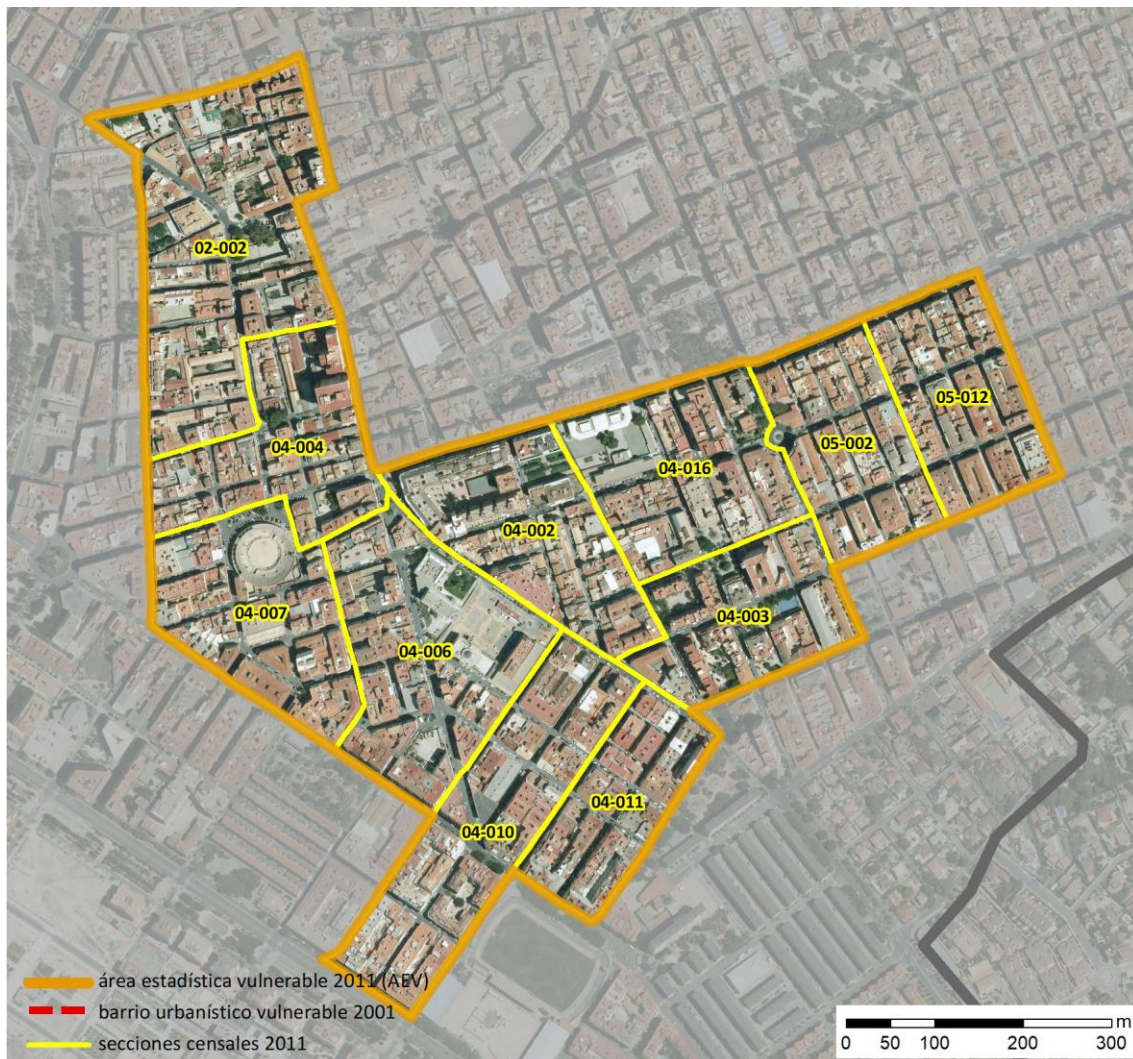 02-002
05-012
04-004
04-016
05-002
04-002
04-007
04-003
04-006
04-011
04-010
área estadística vulnerable 2011 (AEV)
barrio urbanístico vulnerable 2001
secciones censales 2011
m
0 50 100 200 300